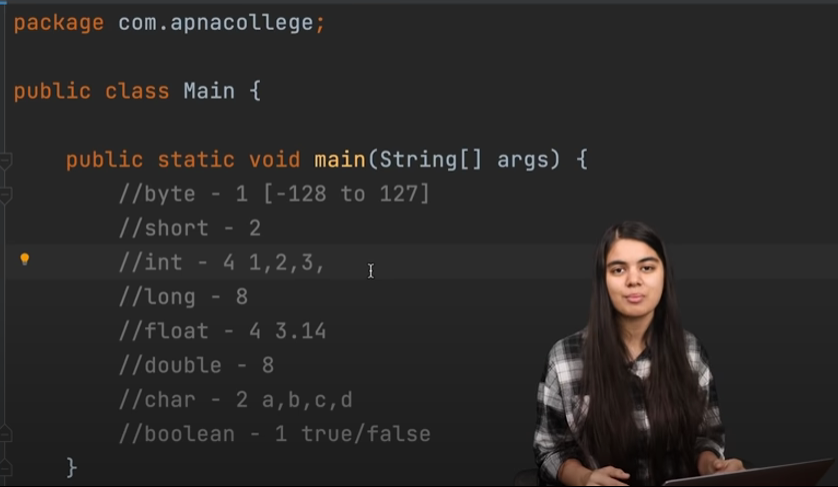 package com.apnacollege;
public class Main {
public static void main(String[] args) {
//byte - 1 [-128 to 127]
//short - 2
//int - 4 1,2,3,
//long - 8
//float - 4 3.14
//double - 8
//char - 2 a,b,c,d
//boolean - 1 true/false
}